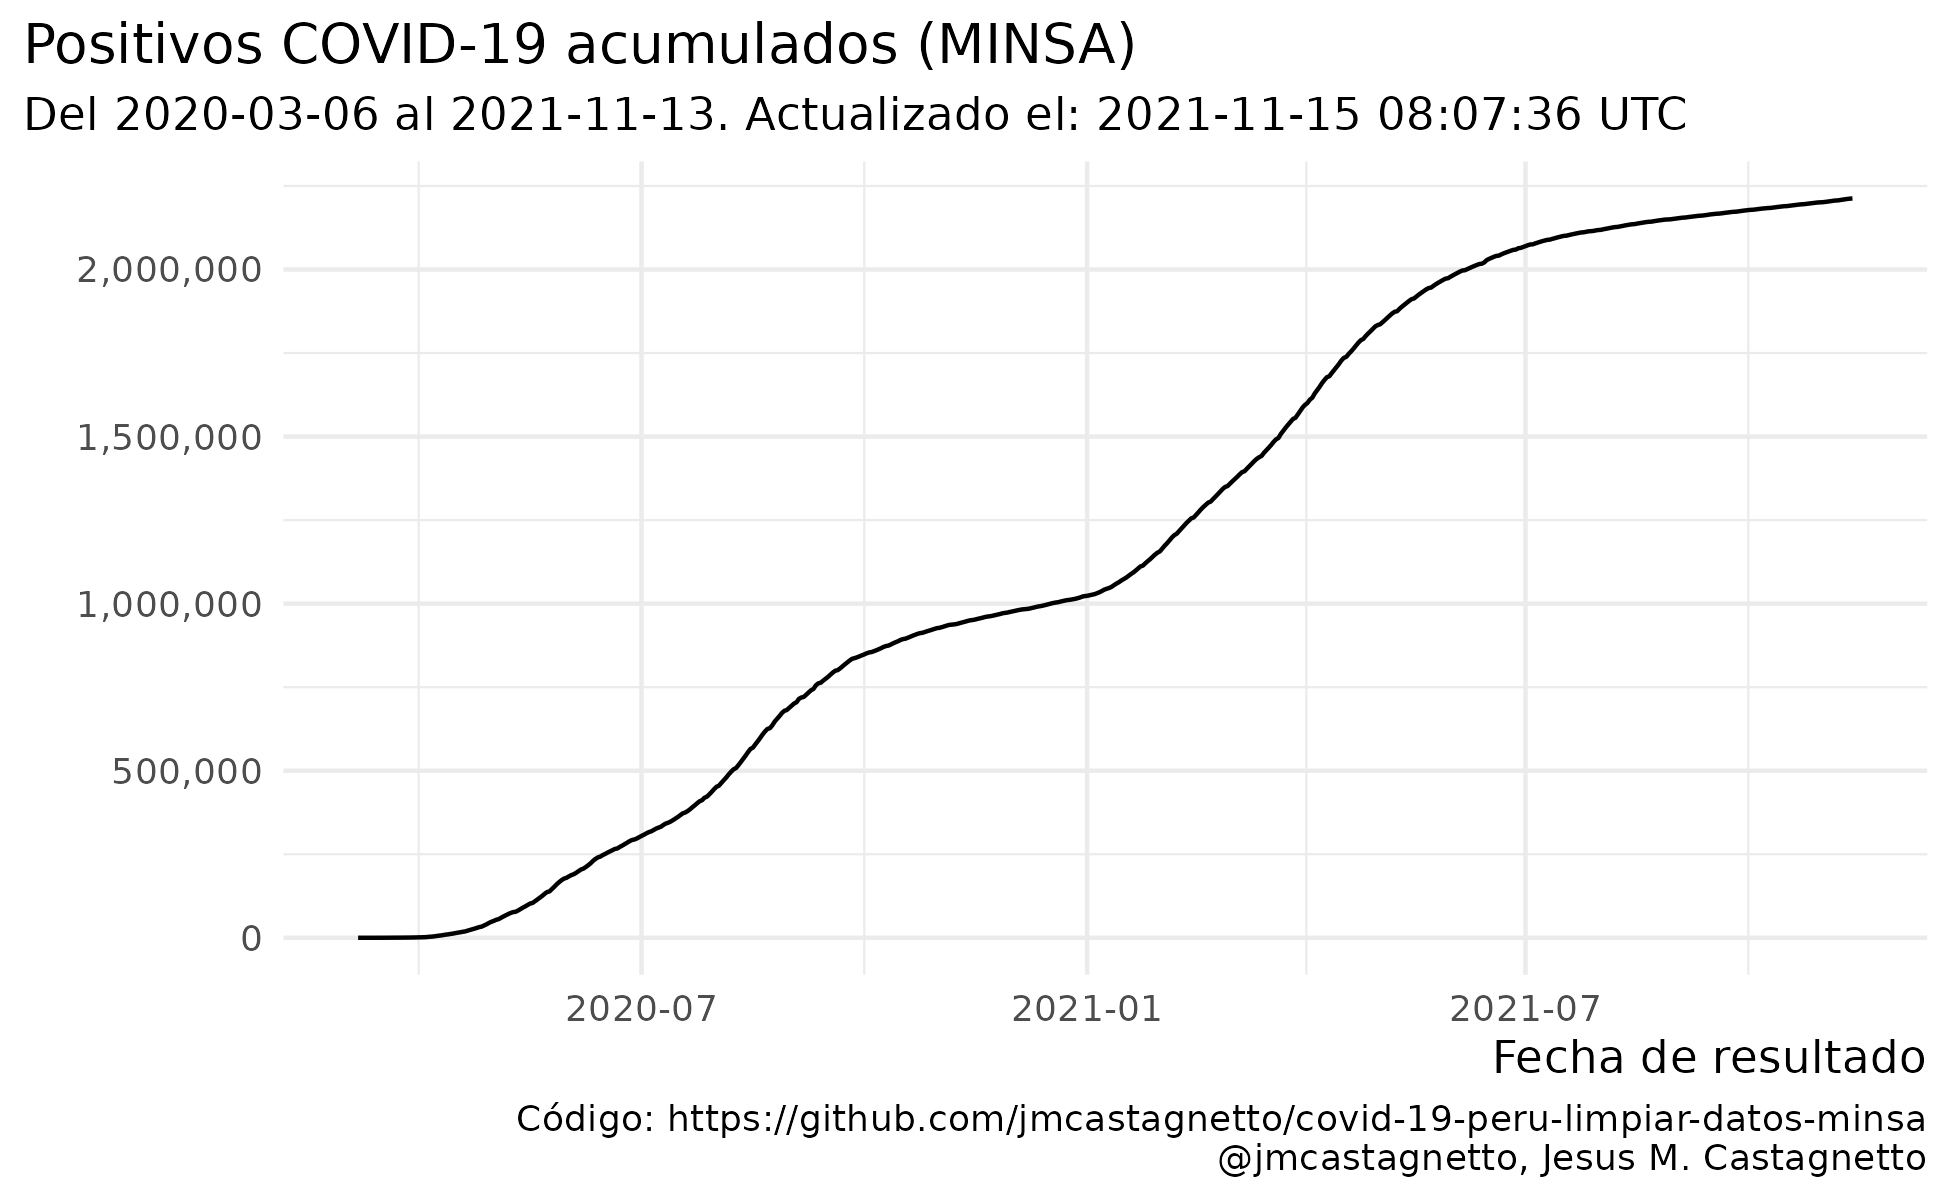 Positivos COVID-19 acumulados (MINSA)
Del 2020-03-06 al 2021-11-13. Actualizado el: 2021-11-15 08:07:36 UTC
2,000,000
1,500,000
1,000,000
500,000
0
2020-07 2021-01 2021-07
Fecha de resultado
Código: https://github.com/jmcastagnetto/covid-19-peru-limpiar-datos-minsa
@jmcastagnetto, Jesus M. Castagnetto